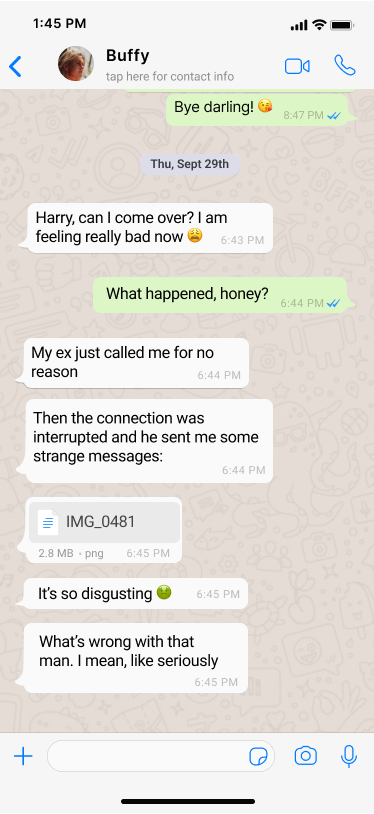 1:45 PM
Buffy
tap here for contact info
Bye darling! 😘 8:47 PM
Thu, Sept 29th
Harry, can I come over? I am
feeling really bad now 😩 6:43 PM
What happened, honey? 6:44 PM
My ex just called me for no
reason 6:44 PM
Then the connection was
interrupted and he sent me some
strange messages:
6:44 PM
IMG_0481
2.8 MB · png 6:45 PM
It’s so disgusting 🤢 6:45 PM
What’s wrong with that
man. I mean, like seriously
6:45 PM